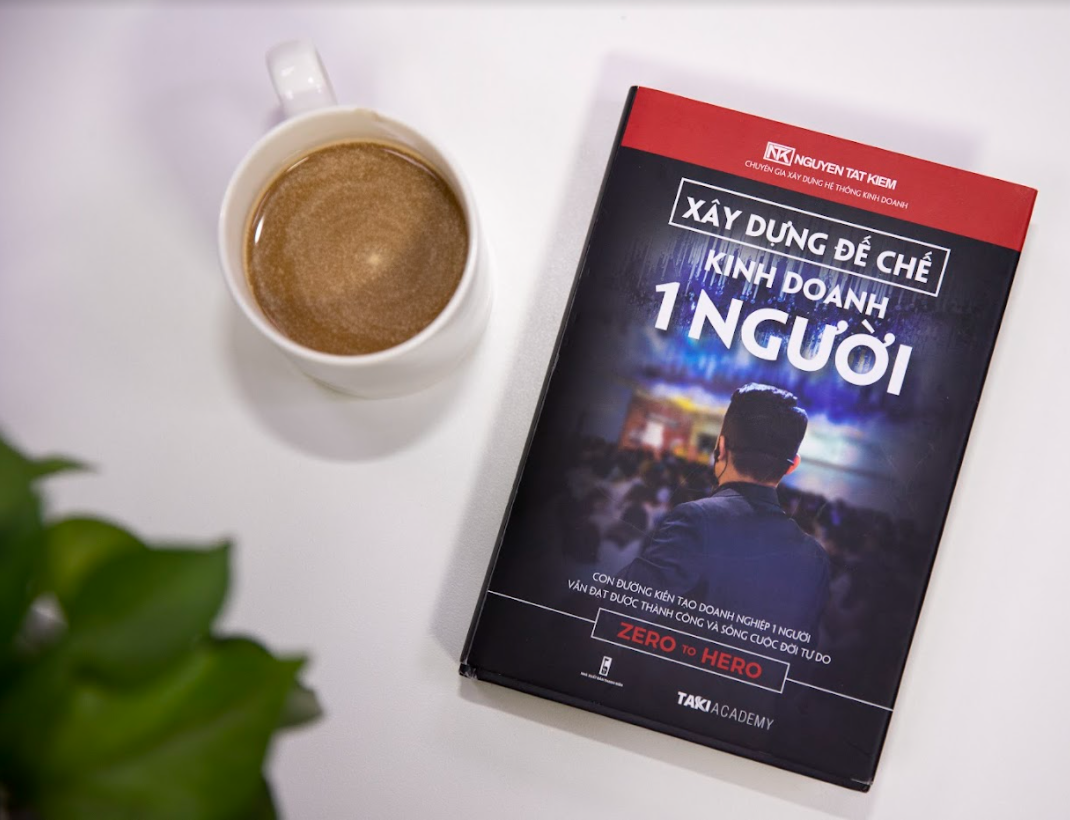 NTK NGUYEN TAT KIEM
CHUYÊN GIA XÂY DỰNG HỆ THỐNG KINH DOANH
XÂY DỰNG ĐẾ CHẾ
KINH DOANH
1 NGƯỜI
CON ĐƯỜNG KIẾN TẠO DOANH NGHIỆP 1 NGƯỜI
VẪN ĐẠT ĐƯỢC THÀNH CÔNG VÀ SỐNG CUỘC ĐỜI TỰ DO
ZERO TO HERO
TAKI ACADEMY